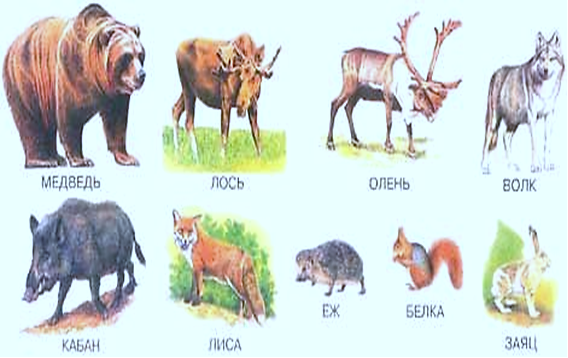 МЕДВЕДЬ
ЛОСЬ
ОЛЕНЬ
ВОЛК
КАБАН
ЛИСА
ЕЖ
БЕЛКА
ЗАЯЦ